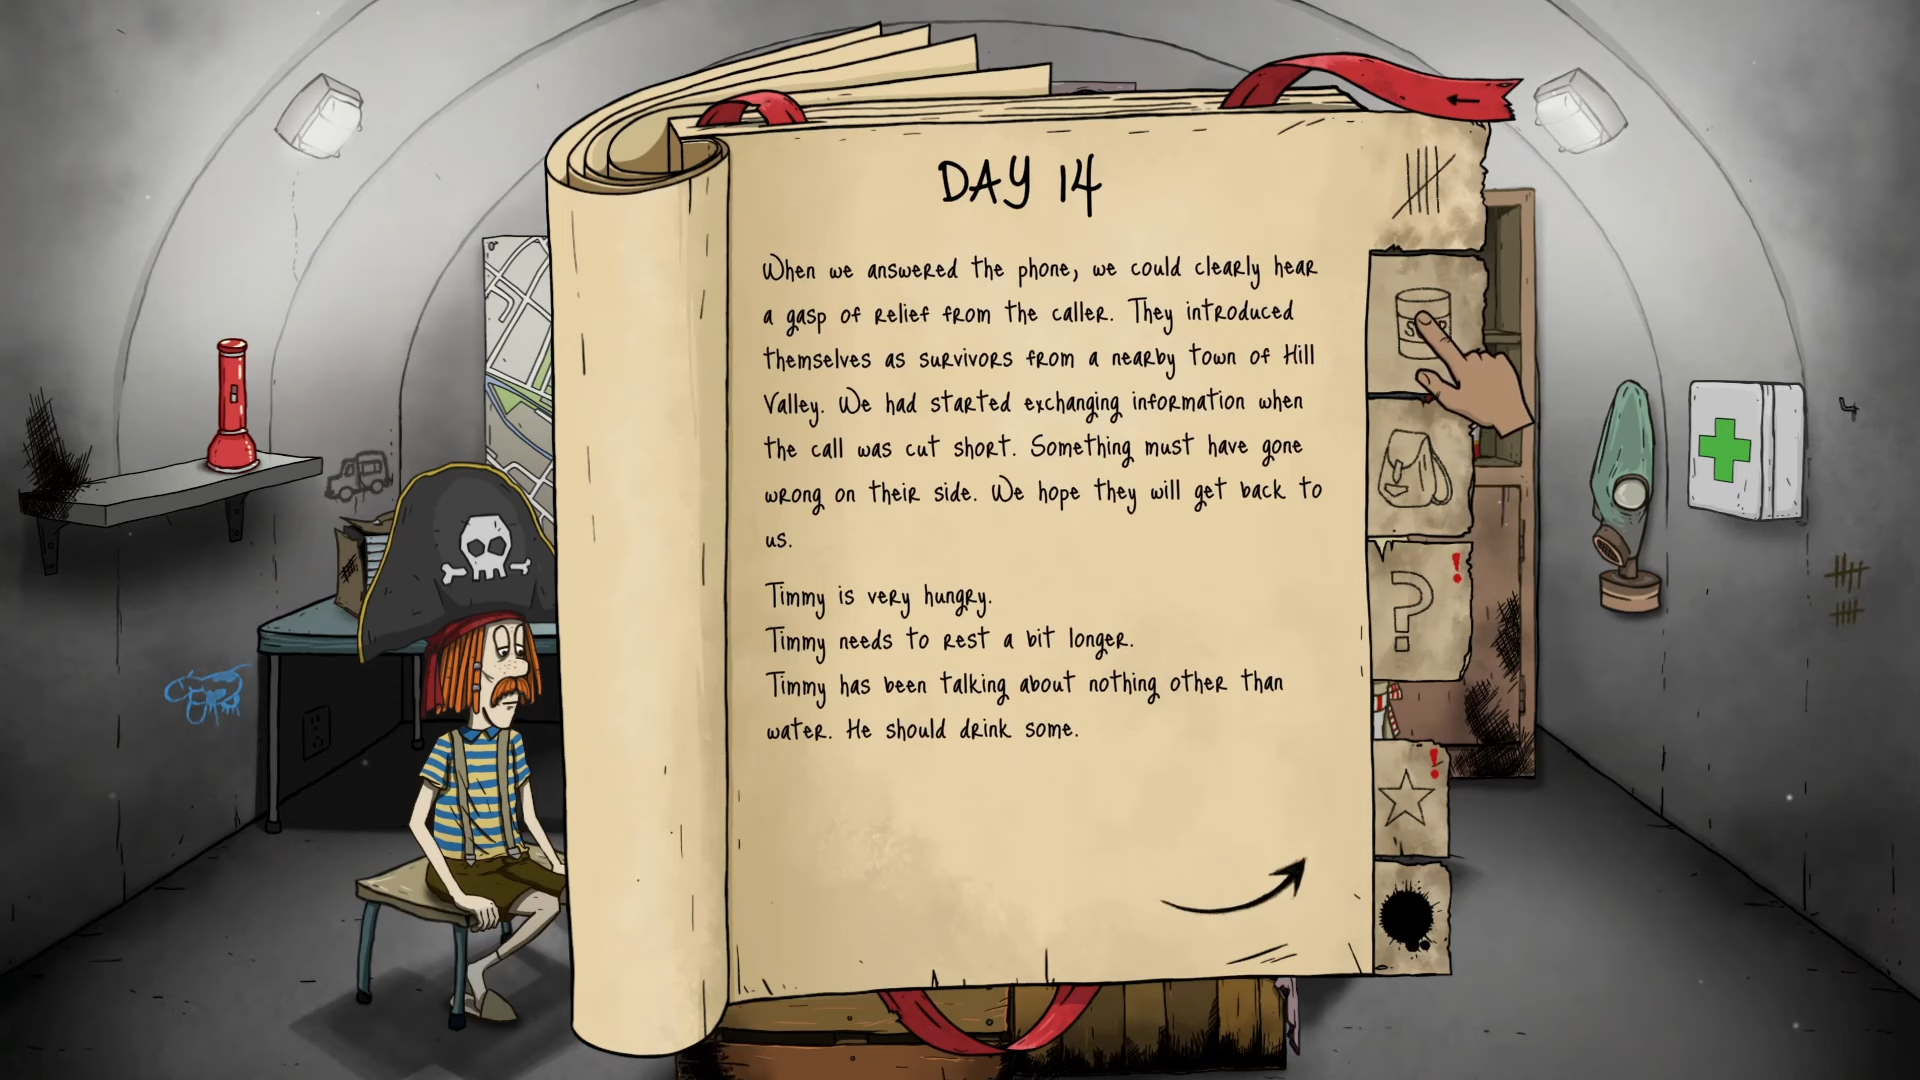 DAY 14
When we answered the phone, we could clearly hear
a gasp of relief from the caller. They introduced
themselves as survivors from a nearby town of Hill
Valley. We had started exchanging information when
the call was cut short. Something must have gone
wrong on their side. We hope they will get back to
us.
Timmy is very hungry.
Timmy needs to rest a bit longer.
Timmy has been talking about nothing other than
water. He should drink some.
?
!
!